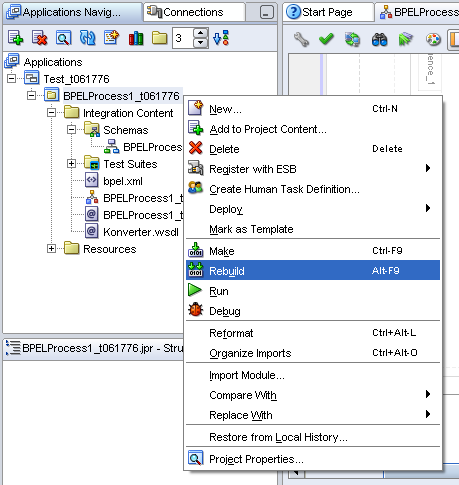 Applications Navig...
Connections
Start Page
BPELProcess
3
Applications
ence_1
Test_t061776
BPELProcess1_t061776
Integration Content
Schemas
BPELProces
Test Suites
bpel.xml
BPELProcess1_t
BPELProcess1_t
Konverter.wsdl
Resources
New... Ctrl-N
Add to Project Content...
Delete Delete
Register with ESB
Create Human Task Definition...
Deploy
Mark as Template
Make Ctrl-F9
Rebuild Alt-F9
Run
Debug
Reformat Ctrl+Alt-L
Organize Imports Ctrl+Alt-O
Import Module...
Compare With
Replace With
Restore from Local History...
Project Properties...
BPELProcess1_t061776.jpr - Stru